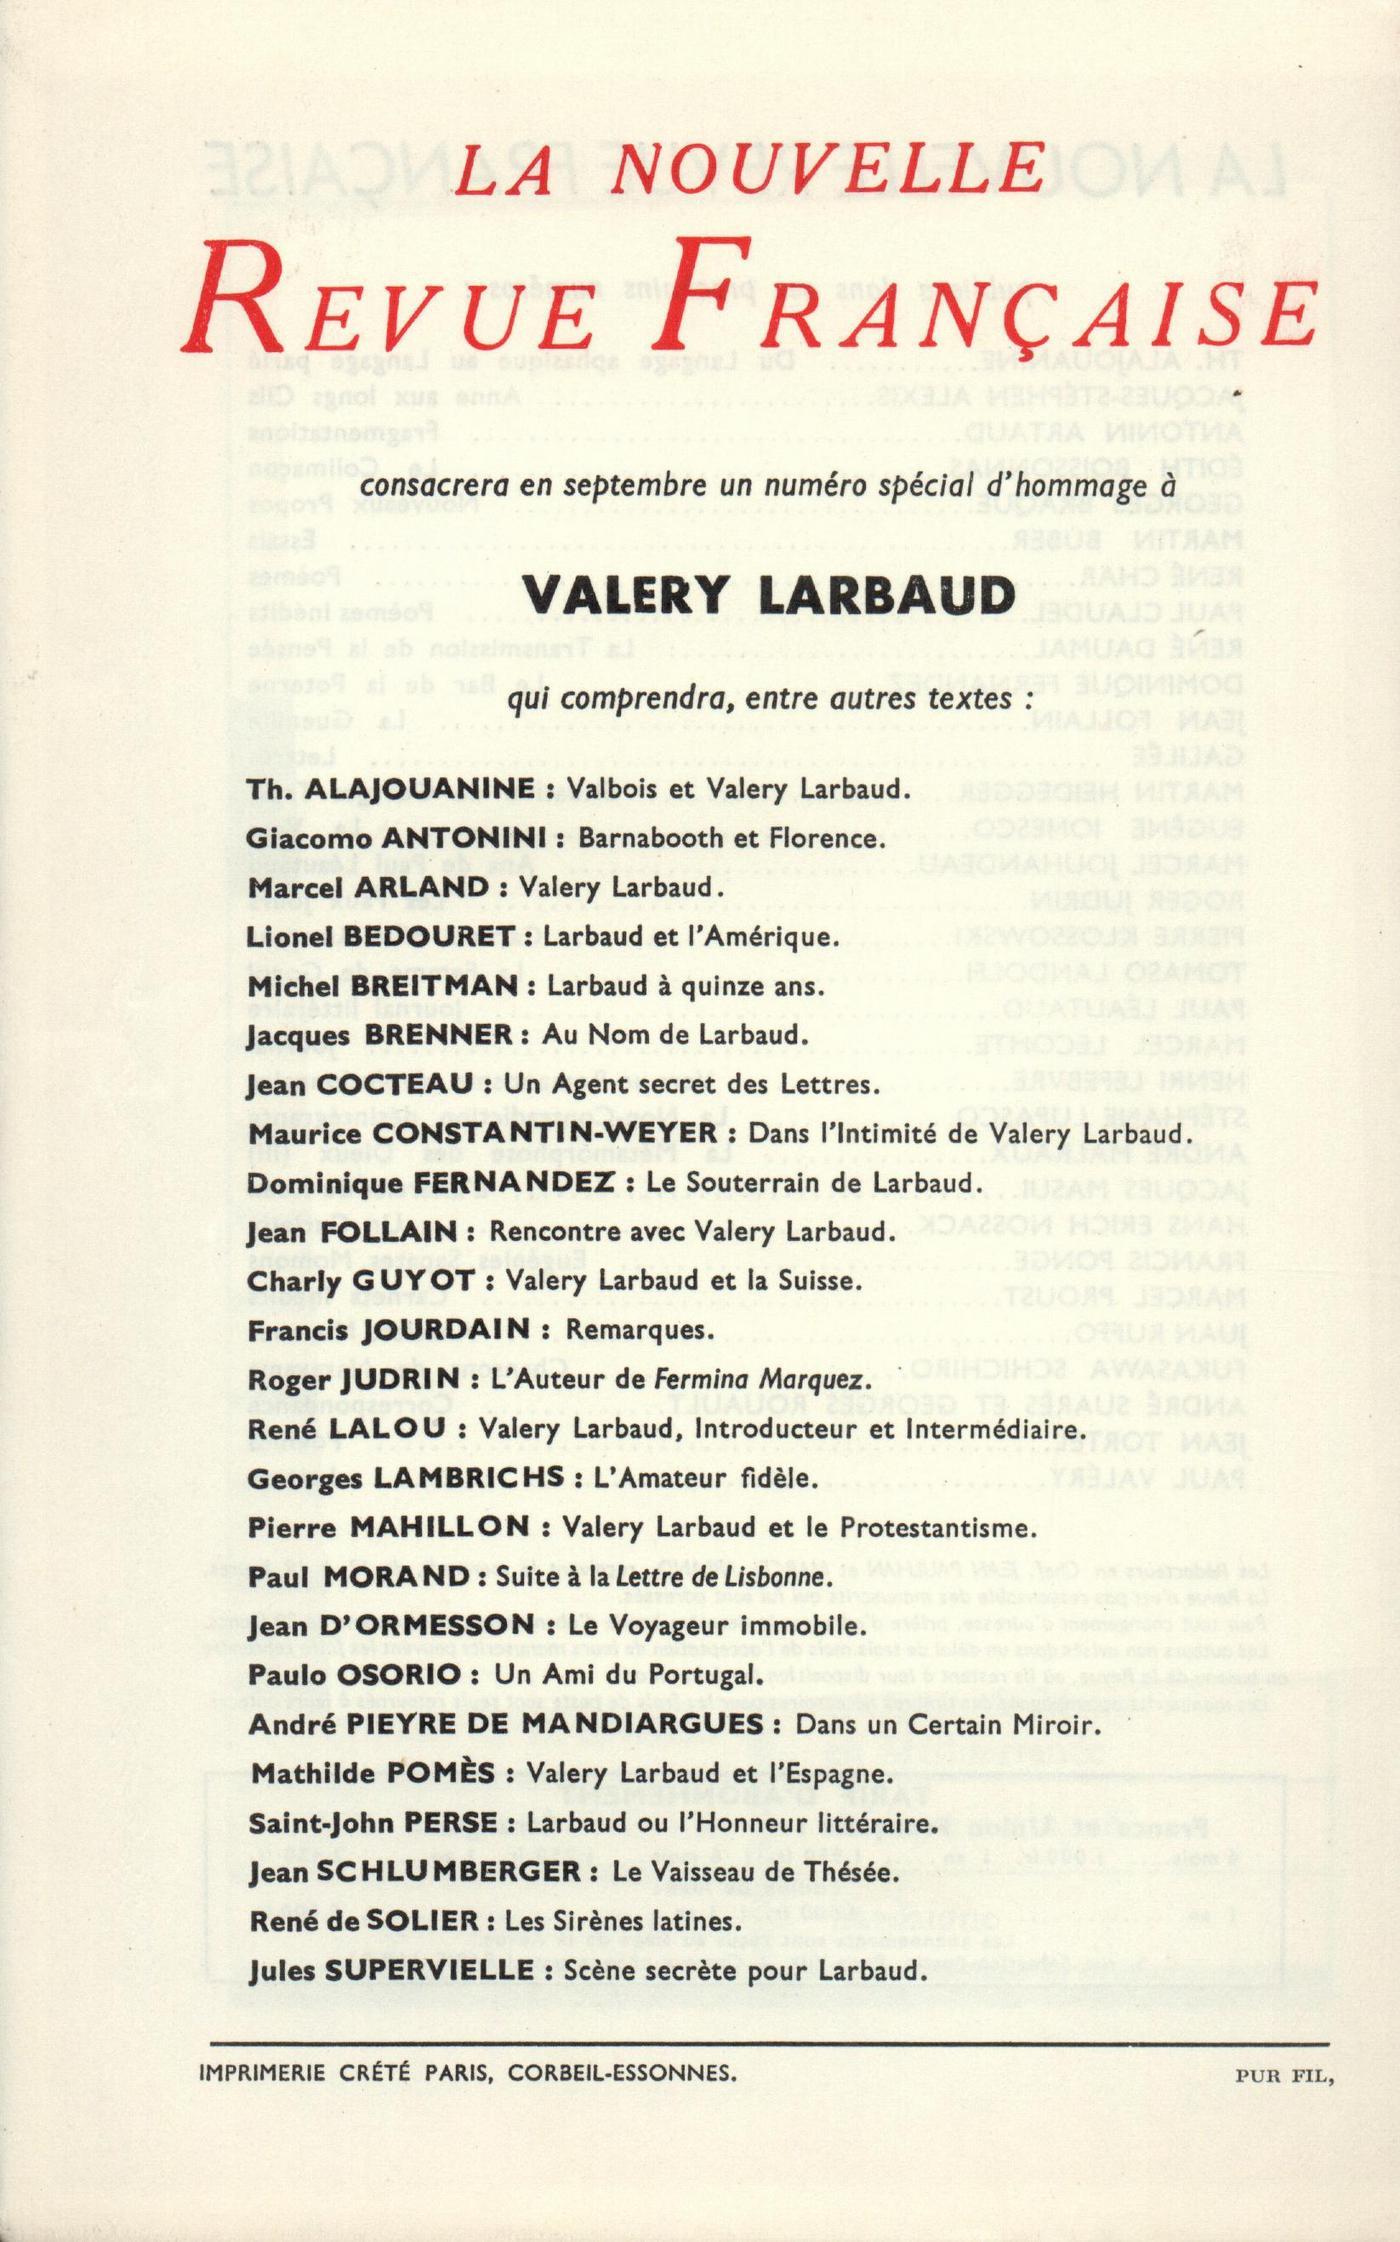 LA NOUVELLE
REVUE FRANÇAISE
consacrera en septembre un numéro spécial d'hommage à
VALERY LARBAUD
qui comprendra, entre autres textes :
Th. ALAJOUANINE : Valbois et Valery Larbaud.
Giacomo ANTONINI : Barnabooth et Florence.
Marcel ARLAND : Valery Larbaud.
Lionel BEDOURET : Larbaud et l'Amérique.
Michel BREITMAN : Larbaud à quinze ans.
Jacques BRENNER : Au Nom de Larbaud.
Jean COCTEAU : Un Agent secret des Lettres.
Maurice CONSTANTIN-WEYER : Dans l'Intimité de Valery Larbaud.
Dominique FERNANDEZ : Le Souterrain de Larbaud.
Jean FOLLAIN : Rencontre avec Valery Larbaud.
Charly GUYOT : Valery Larbaud et la Suisse.
Francis JOURDAIN : Remarques.
Roger JUDRIN : L'Auteur de Fermina Marquez.
René LALOU : Valery Larbaud, Introducteur et Intermédiaire.
Georges LAMBRICHS : L'Amateur fidèle.
Pierre MAHILLON : Valery Larbaud et le Protestantisme.
Paul MORAND : Suite à la Lettre de Lisbonne.
Jean D'ORMESSON : Le Voyageur immobile.
Paulo OSORIO : Un Ami du Portugal.
André PIEYRE DE MANDIARGUES : Dans un Certain Miroir.
Mathilde POMÈS : Valery Larbaud et l'Espagne.
Saint-John PERSE : Larbaud ou l'Honneur littéraire.
Jean SCHLUMBERGER : Le Vaisseau de Thésée.
René de SOLIER : Les Sirènes latines.
Jules SUPERVIELLE : Scène secrète pour Larbaud.
IMPRIMERIE CRÉTÉ PARIS, CORBEIL-ESSONNES.
PUR FIL,